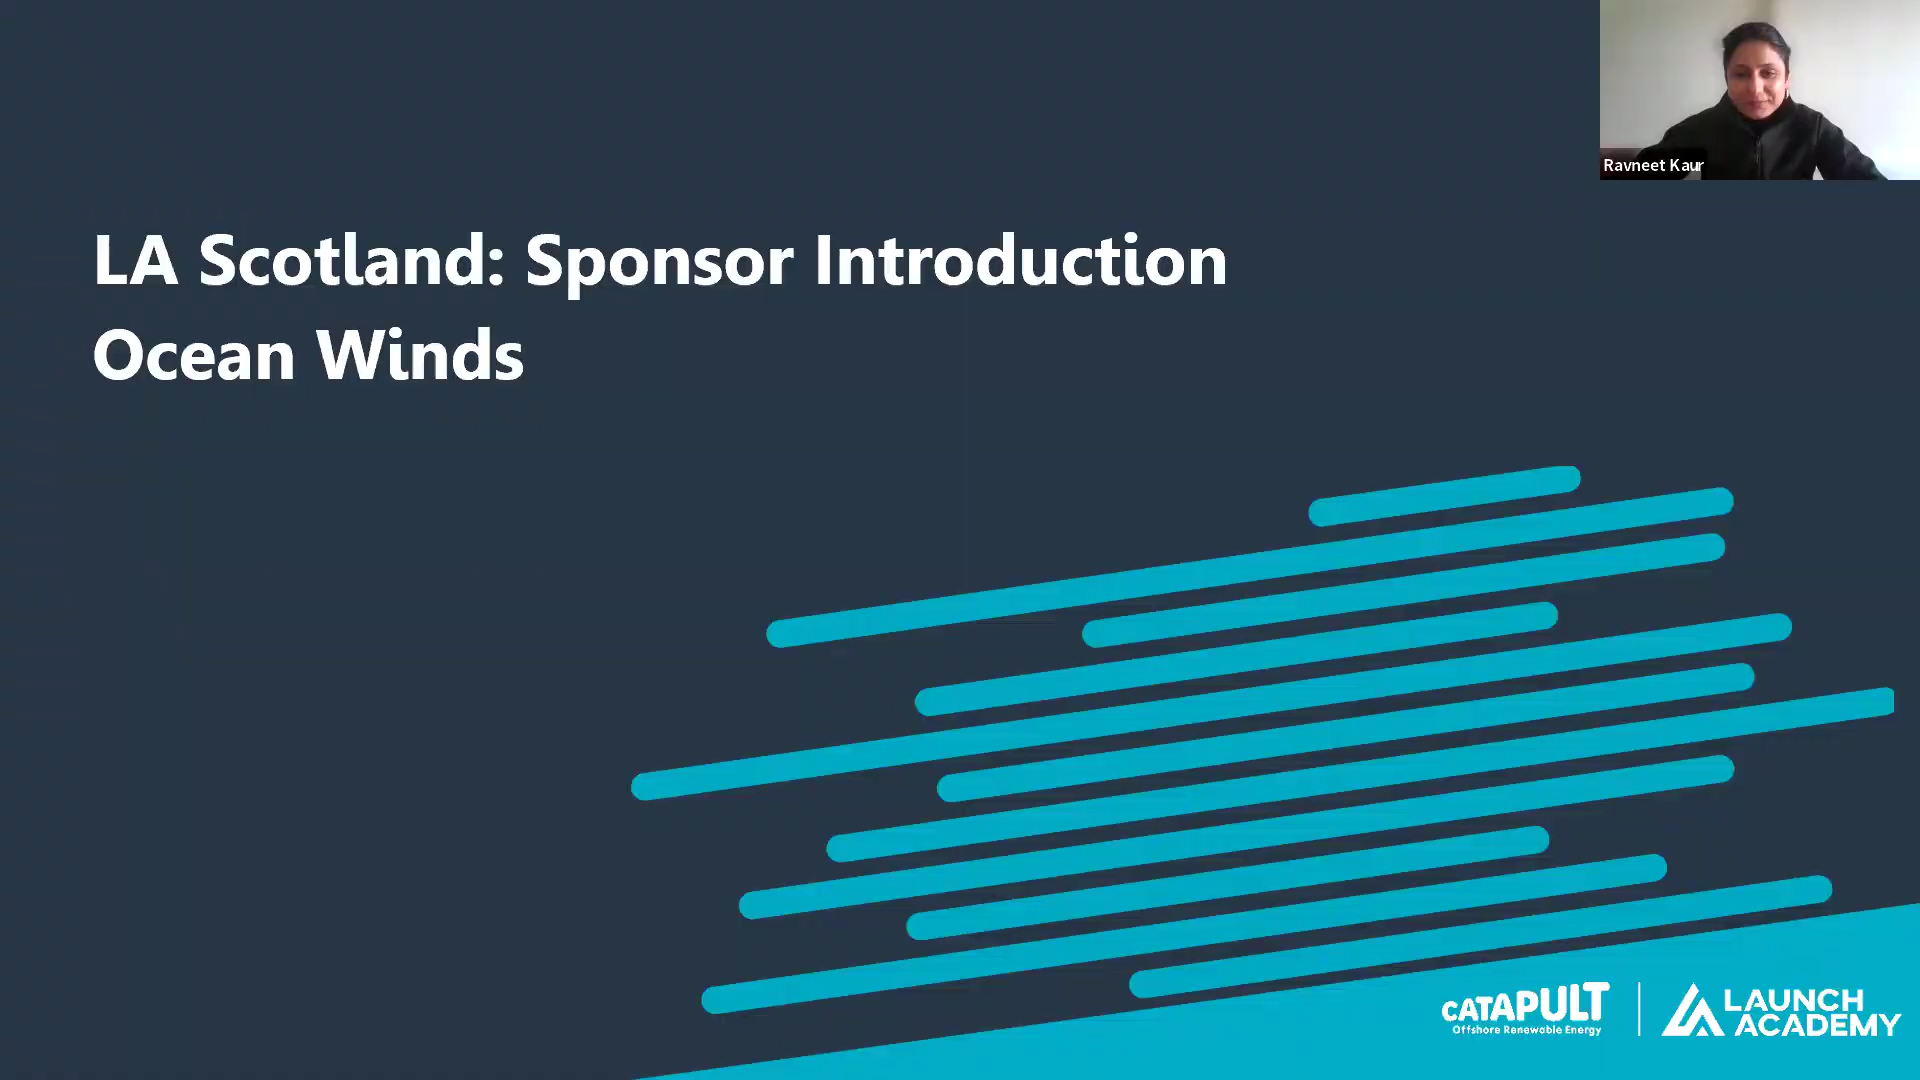 Ravneet Kaur
LA Scotland: Sponsor Introduction
Ocean Winds
CATAPULT
Offshore Renewable Energy
LAUNCH
ACADEMY